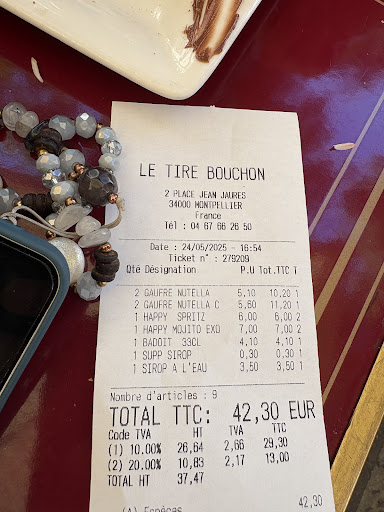 LE TIRE BOUCHON
2 PLACE JEAN JAURES
34000 MONTPELLIER
France
Tél : 04 67 66 26 50
Date : 24/05/2025 - 16:54
Ticket n° : 279209
Qté Désignation P.U Tot.TTC T
2 GAUFRE NUTELLA 5,10 10,20 1
2 GAUFRE NUTELLA C 5,60 11,20 1
1 HAPPY SPRITZ 6,00 6,00 2
1 HAPPY MOJITO EXO 7,00 7,00 2
1 BADOIT 33CL 4,10 4,10 1
1 SUPP SIROP 0,30 0,30 1
1 SIROP A L'EAU 3,50 3,50 1
Nombre d'articles : 9
TOTAL TTC: 42,30 EUR
Code TVA HT TVA TTC
(1) 10.00% 26,64 2,66 29,30
(2) 20.00% 10,83 2,17 13,00
TOTAL HT 37,47
(A) Espèces 42,30